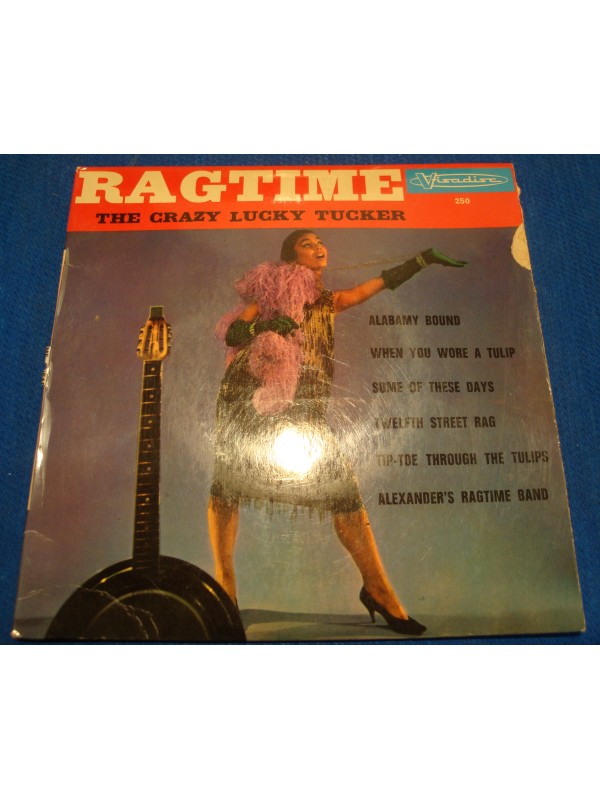 RAGTIME
Visadisc
250
THE CRAZY LUCKY TUCKER
ALABAMY BOUND
WHEN YOU WORE A TULIP
SOME OF THESE DAYS
TWELFTH STREET RAG
TIP-TOE THROUGH THE TULIPS
ALEXANDER'S RAGTIME BAND